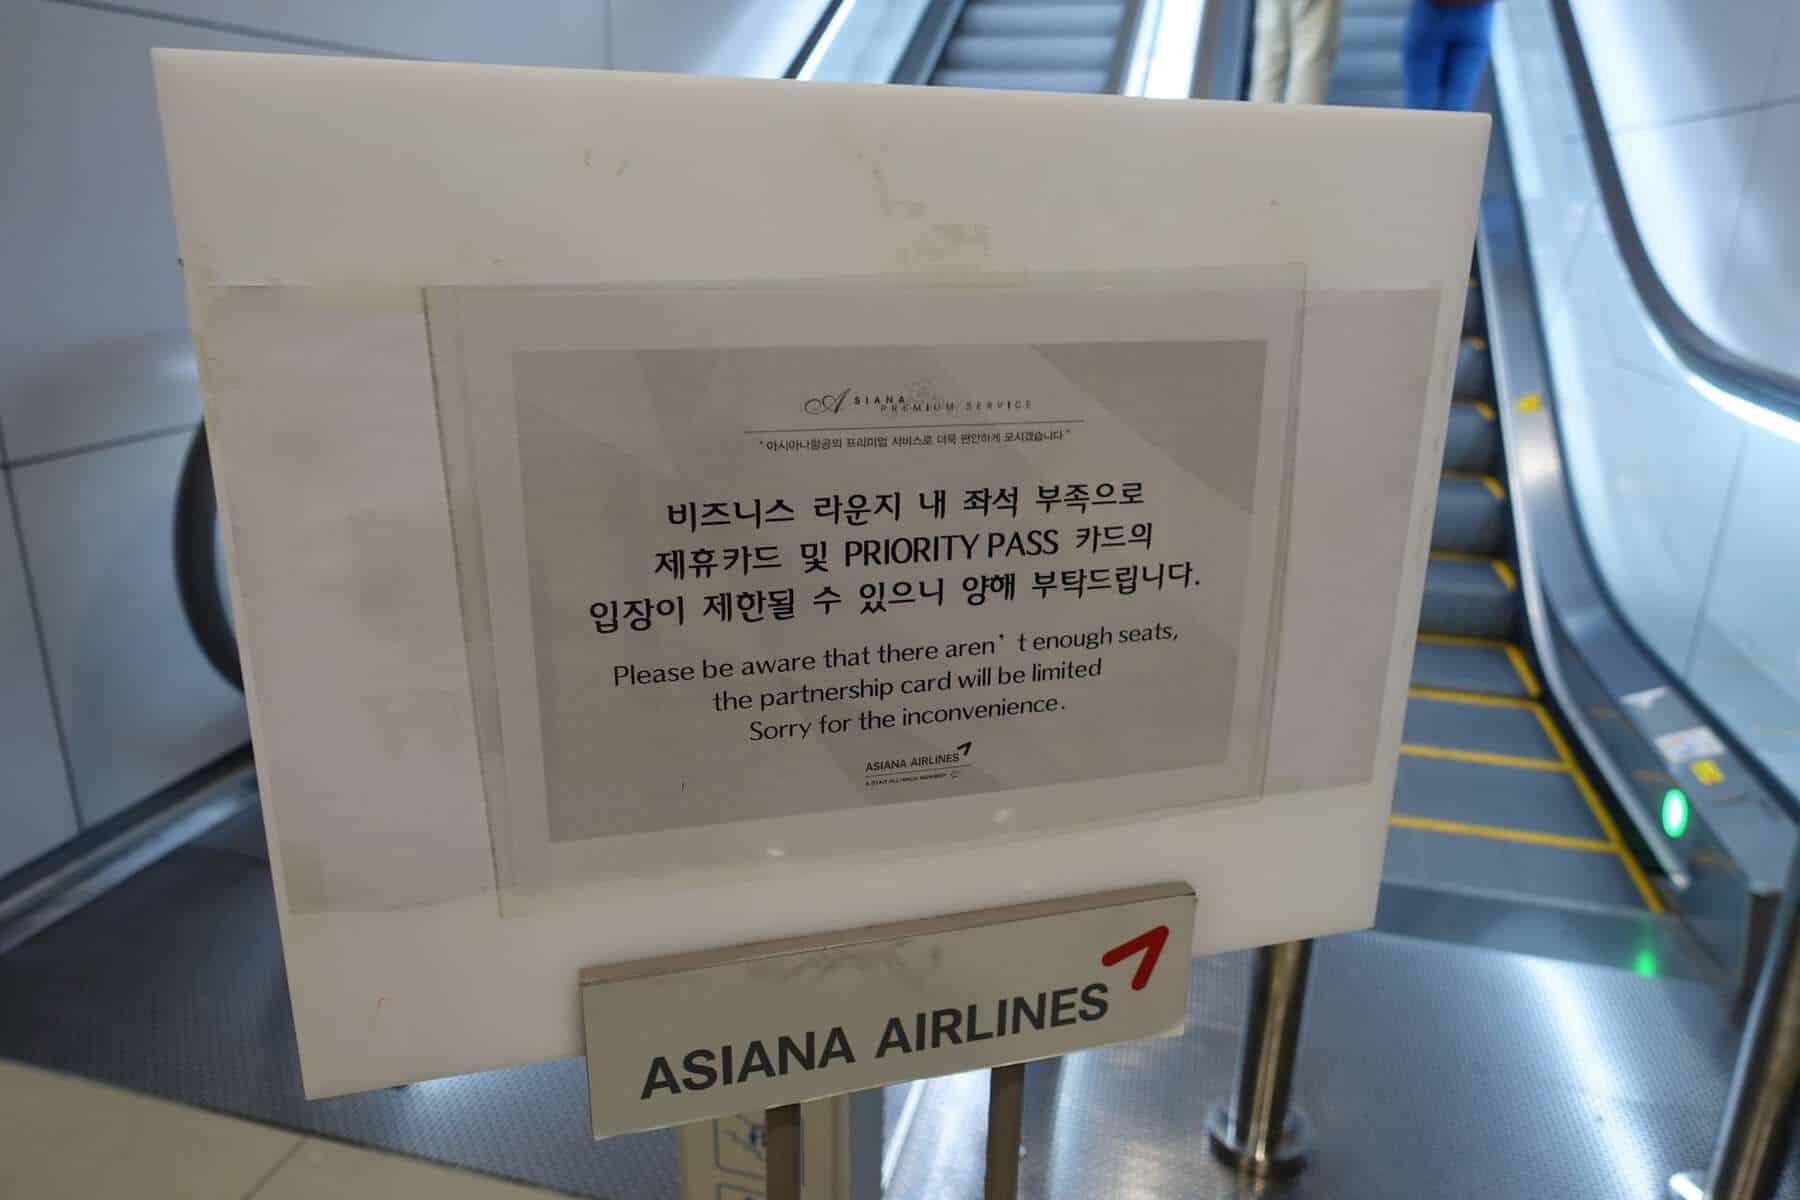 ASIANA
PREMIUM SERVICE
" 아시아나항공의 프리미엄 서비스로 더욱 편안하게 모시겠습니다 "
비즈니스 라운지 내 좌석 부족으로
제휴카드 및 PRIORITY PASS 카드의
입장이 제한될 수 있으니 양해 부탁드립니다.
Please be aware that there aren't enough seats,
the partnership card will be limited
Sorry for the inconvenience.
ASIANA AIRLINES
A STAR ALLIANCE MEMBER
ASIANA AIRLINES